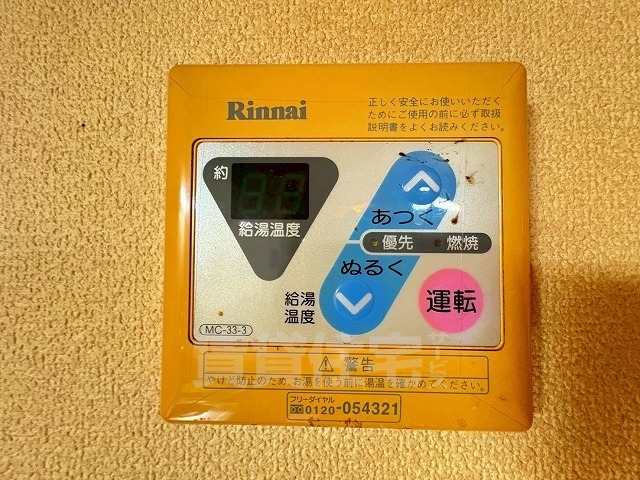 Rinnai
正しく安全にお使いいただく
ためにご使用の前に必ず取扱
説明書をよくお読みください。
約
給湯温度
あつく
優先
燃焼
ぬるく
給湯
温度
運転
MC-33-3
警告
やけど防止のため、お湯を使う前に湯温を確かめてください。
フリーダイヤル
0120-054321